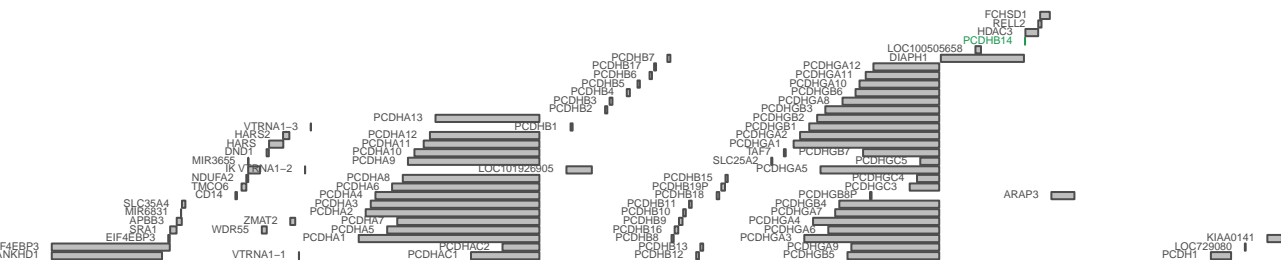 FCHSD1
RELL2
HDAC3
PCDHB14
LOC100505658
PCDHB7 DIAPH1
PCDHB17 PCDHGA12
PCDHB6 PCDHGA11
PCDHB5 PCDHGA10
PCDHB4 PCDHGB6
PCDHB3 PCDHGA8
PCDHB2 PCDHGB3
PCDHA13 PCDHGB2
VTRNA1-3 PCDHB1 PCDHGB1
HARS2 PCDHA12 PCDHGA2
HARS PCDHA11 PCDHGA1
DND1 PCDHA10 TAF7 PCDHGB7
MIR3655 PCDHA9 SLC25A2 PCDHGC5
IK VTRNA1-2 LOC101926905 PCDHGA5
NDUFA2 PCDHA8 PCDHB15 PCDHGC4
TMCO6 PCDHA6 PCDHB19P PCDHGC3
CD14 PCDHA4 PCDHB18 PCDHGB8P ARAP3
SLC35A4 PCDHA3 PCDHB11 PCDHGB4
MIR6831 PCDHA2 PCDHB10 PCDHGA7
APBB3 ZMAT2 PCDHA7 PCDHB9 PCDHGA4
SRA1 WDR55 PCDHA5 PCDHB16 PCDHGA6
EIF4EBP3 PCDHA1 PCDHB8 PCDHGA3 KIAA0141
IF4EBP3 PCDHAC2 PCDHB13 PCDHGA9 LOC729080
NKHD1 VTRNA1-1 PCDHAC1 PCDHB12 PCDHGB5 PCDH1